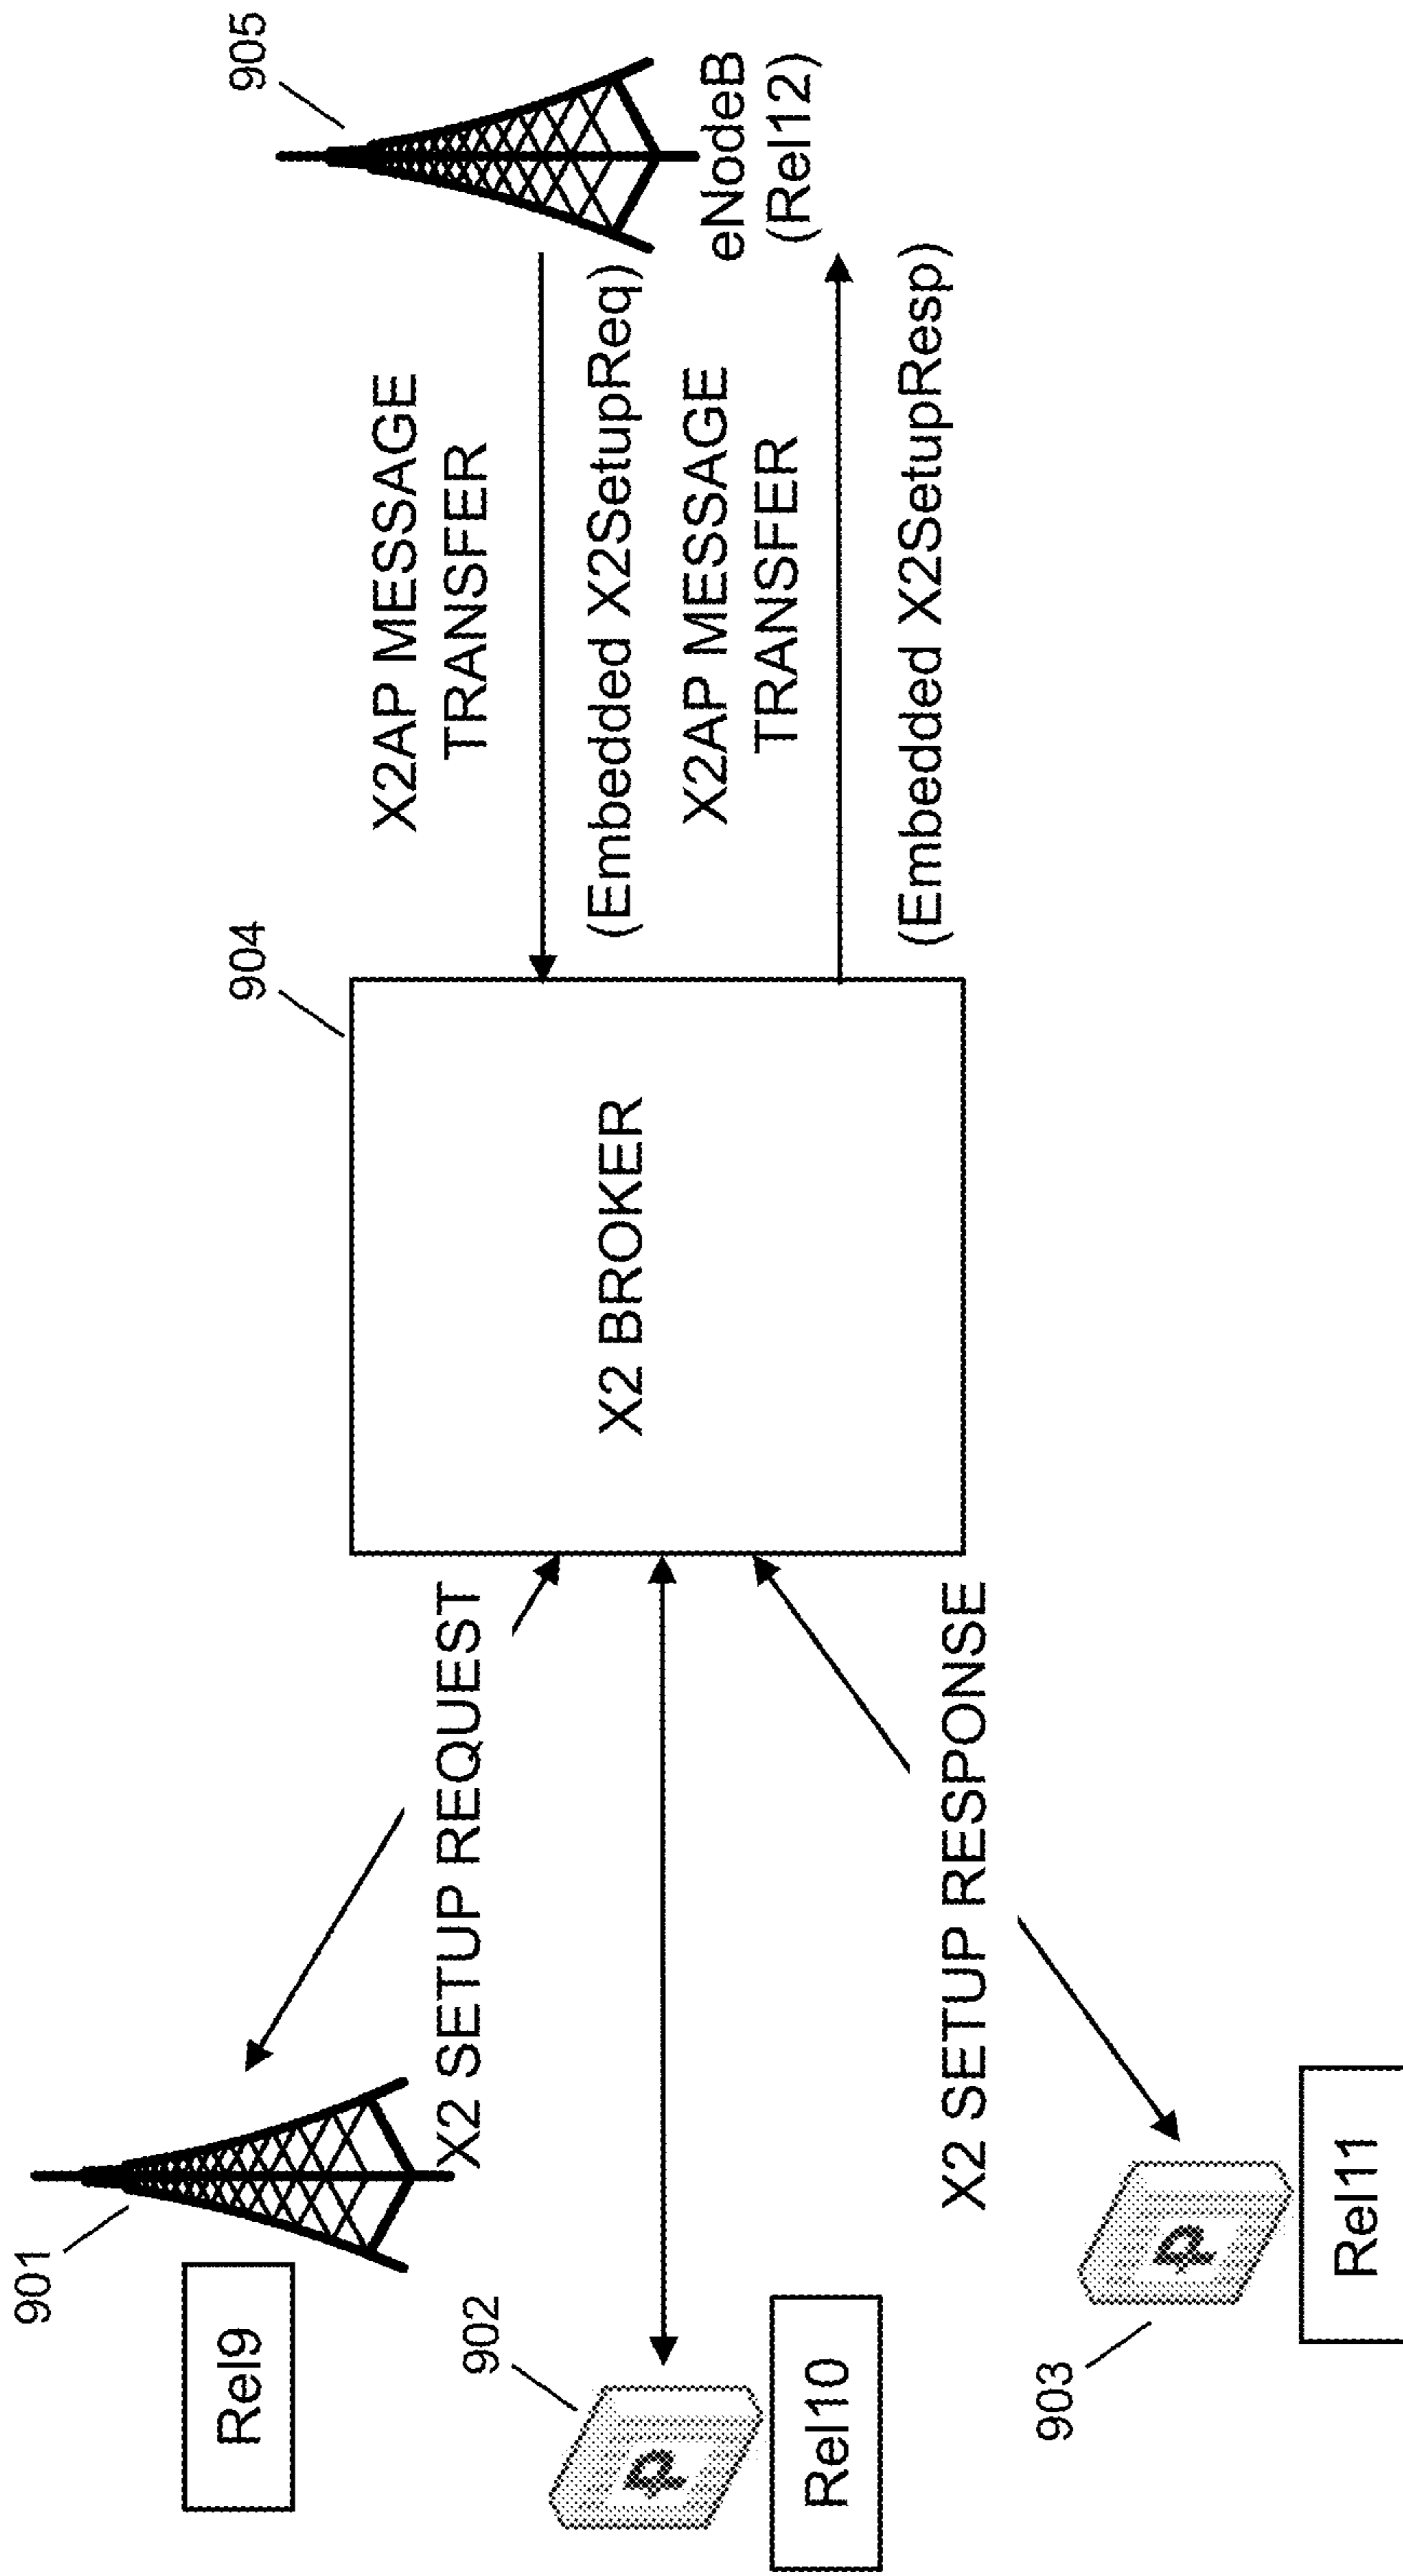 901
Rel9
902
Rel10
903
Rel11
X2 SETUP REQUEST
X2 SETUP RESPONSE
904
X2 BROKER
X2AP MESSAGE
TRANSFER
(Embedded X2SetupReq)
X2AP MESSAGE
TRANSFER
(Embedded X2SetupResp)
905
eNodeB
(Rel12)